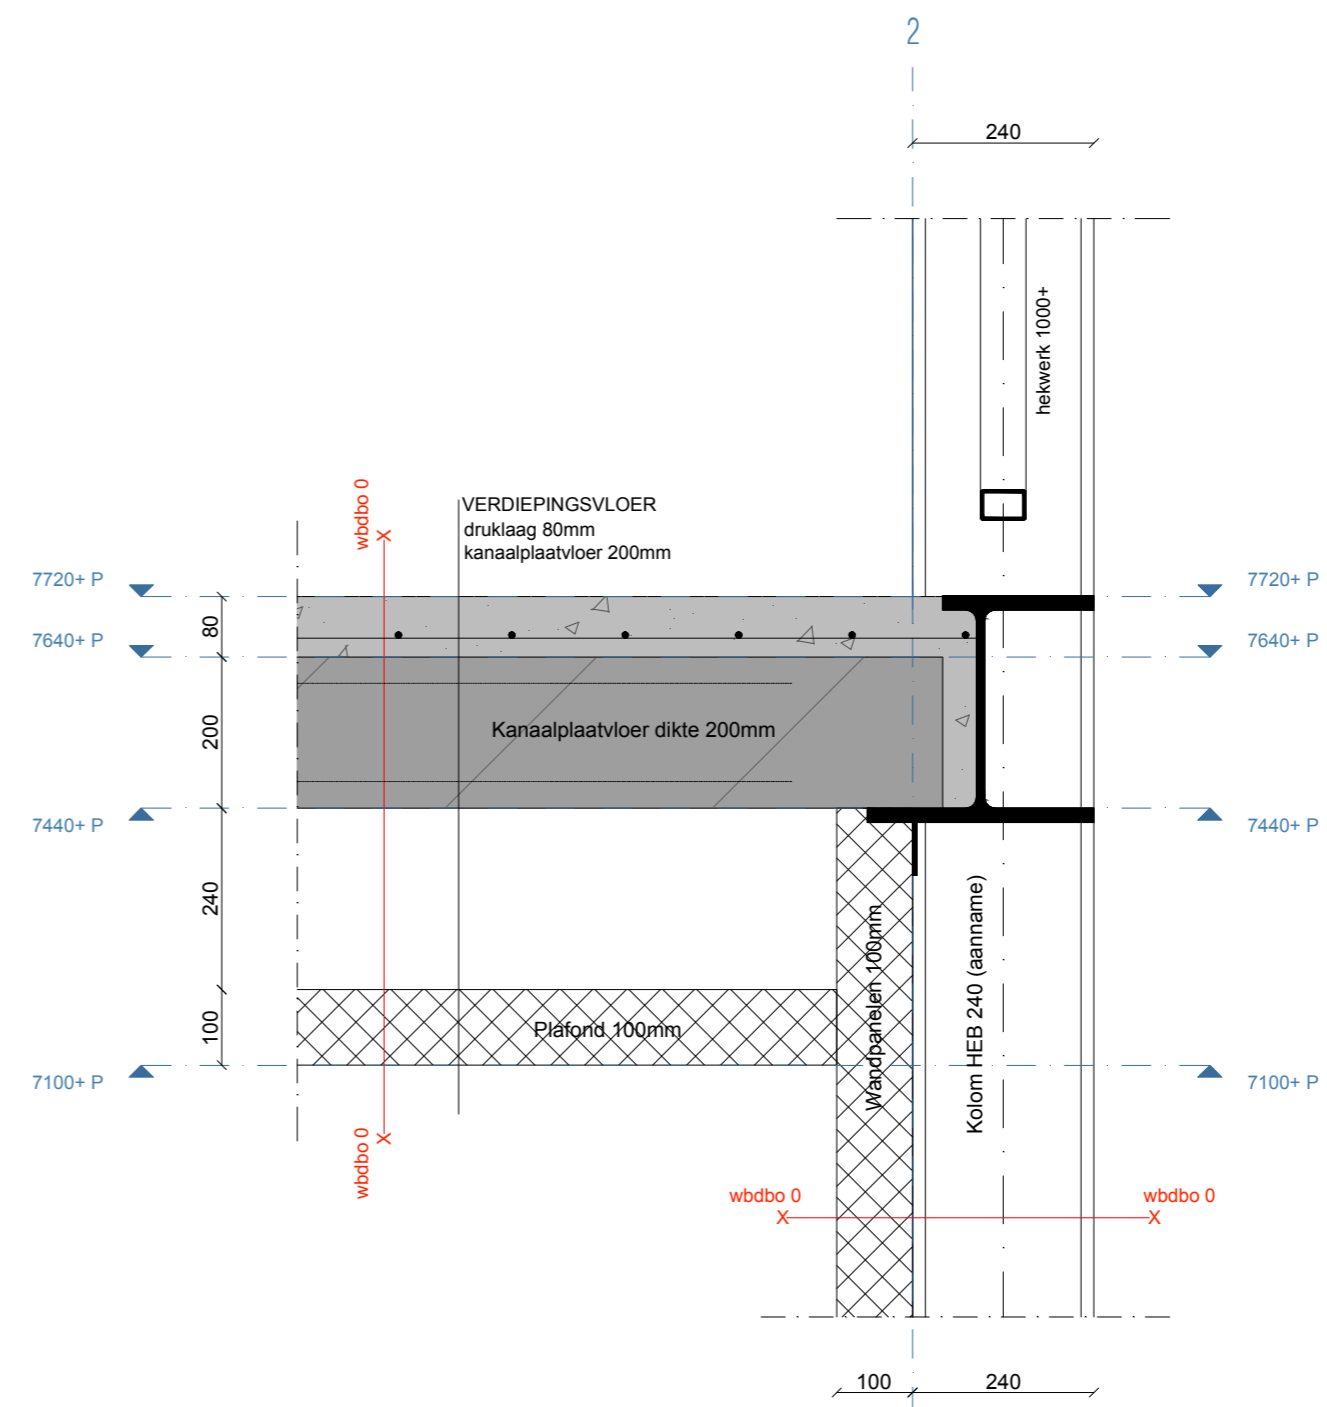 2
240
hekwerk 1000+
wbdbo 0
VERDIEPINGSVLOER
druklaag 80mm
kanaalplaatvloer 200mm
7720+ P
7720+ P
80
7640+ P
7640+ P
200
Kanaalplaatvloer dikte 200mm
7440+ P
7440+ P
240
Wandpanelen 100mm
Kolom HEB 240 (aanname)
100
Plafond 100mm
7100+ P
7100+ P
wbdbo 0
X
X
wbdbo 0
X
wbdbo 0
X
100
240